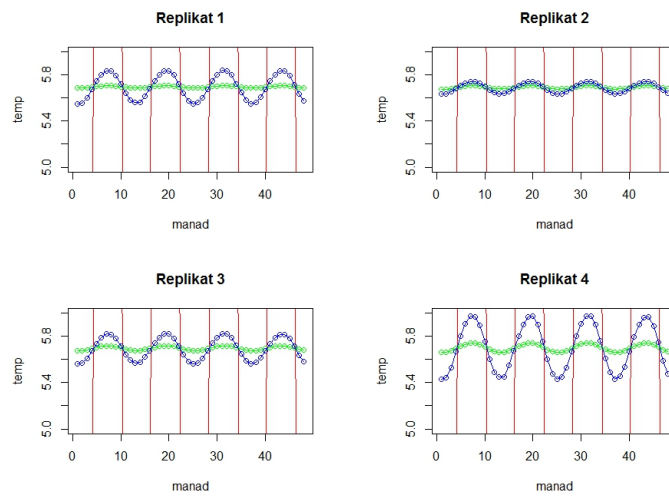 Replikat 1
temp
5.0 5.4 5.8
0 10 20 30 40
manad
Replikat 2
temp
5.0 5.4 5.8
0 10 20 30 40
manad
Replikat 3
temp
5.0 5.4 5.8
0 10 20 30 40
manad
Replikat 4
temp
5.0 5.4 5.8
0 10 20 30 40
manad